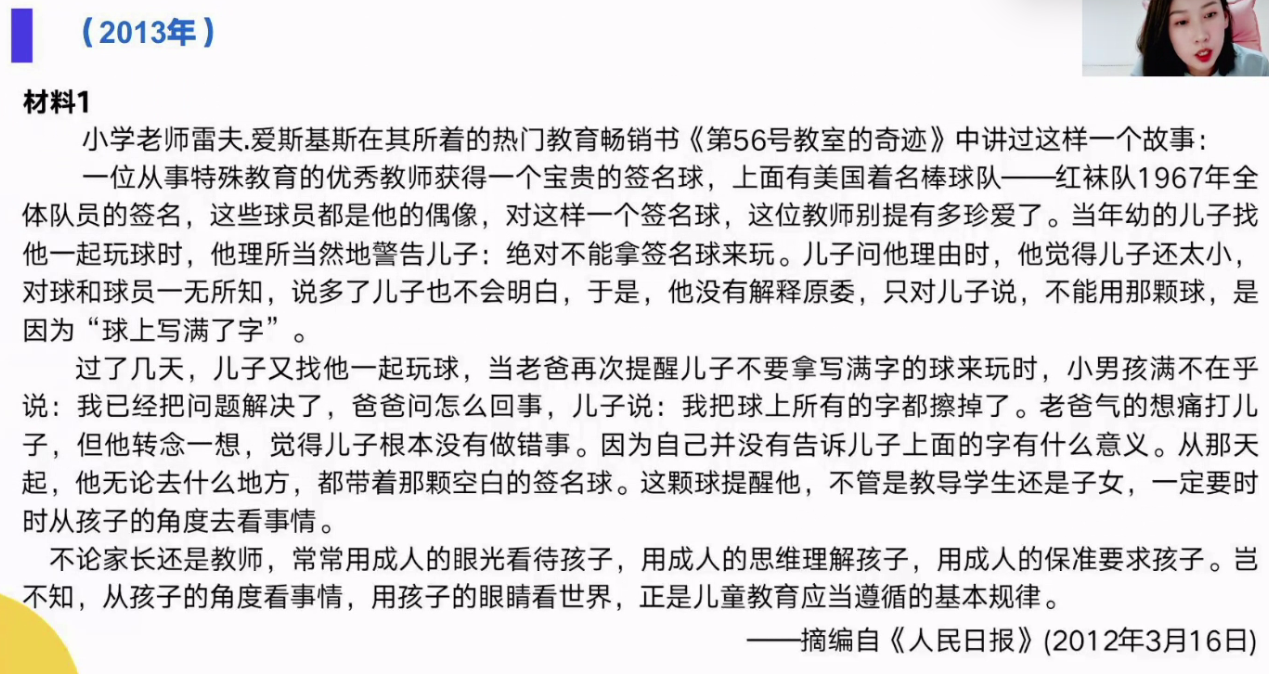 （2013年）
材料1
小学老师雷夫.爱斯基斯在其所着的热门教育畅销书《第56号教室的奇迹》中讲过这样一个故事：
一位从事特殊教育的优秀教师获得一个宝贵的签名球，上面有美国着名棒球队——红袜队1967年全
体队员的签名，这些球员都是他的偶像，对这样一个签名球，这位教师别提有多珍爱了。当年幼的儿子找
他一起玩球时，他理所当然地警告儿子：绝对不能拿签名球来玩。儿子问他理由时，他觉得儿子还太小，
对球和球员一无所知，说多了儿子也不会明白，于是，他没有解释原委，只对儿子说，不能用那颗球，是
因为“球上写满了字”。
过了几天，儿子又找他一起玩球，当老爸再次提醒儿子不要拿写满字的球来玩时，小男孩满不在乎
说：我已经把问题解决了，爸爸问怎么回事，儿子说：我把球上所有的字都擦掉了。老爸气的想痛打儿
子，但他转念一想，觉得儿子根本没有做错事。因为自己并没有告诉儿子上面的字有什么意义。从那天
起，他无论去什么地方，都带着那颗空白的签名球。这颗球提醒他，不管是教导学生还是子女，一定要时
时从孩子的角度去看事情。
不论家长还是教师，常常用成人的眼光看待孩子，用成人的思维理解孩子，用成人的保准要求孩子。岂
不知，从孩子的角度看事情，用孩子的眼睛看世界，正是儿童教育应当遵循的基本规律。
——摘编自《人民日报》(2012年3月16日)